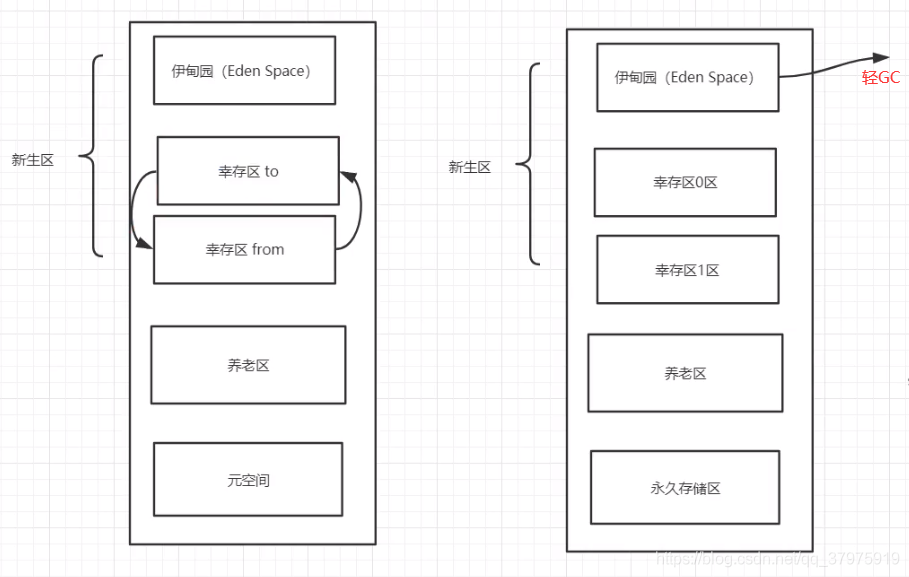 伊甸园（Eden Space）
新生区
幸存区 to
幸存区 from
养老区
元空间
伊甸园（Eden Space）
轻GC
新生区
幸存区0区
幸存区1区
养老区
永久存储区
https://blog.csdn.net/qq_37975919